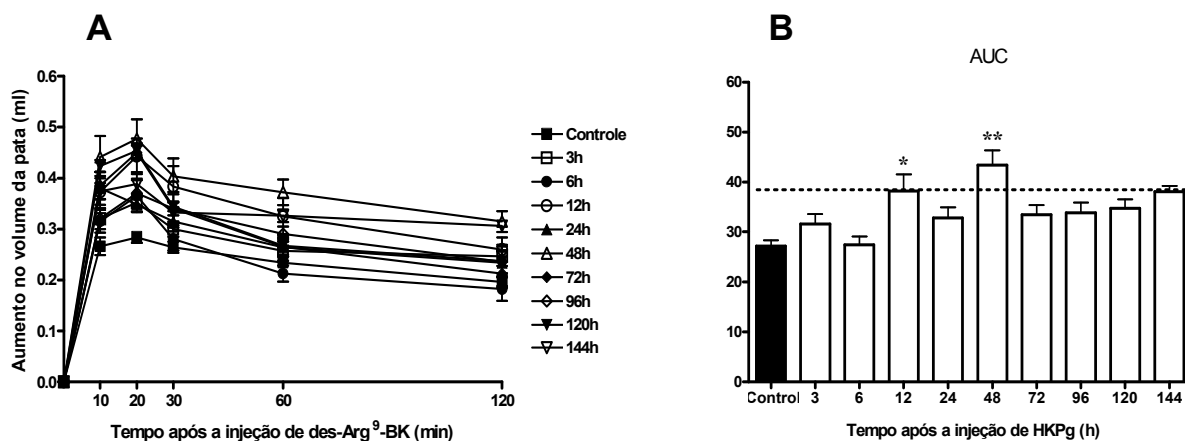 A
Aumento no volume da pata (ml)
0.6
0.5
0.4
0.3
0.2
0.1
0.0
10 20 30 60 120
Tempo após a injeção de des-Arg⁹-BK (min)
Controle
3h
6h
12h
24h
48h
72h
96h
120h
144h
B
AUC
60
50
40
30
20
10
0
* **
Control 3 6 12 24 48 72 96 120 144
Tempo após a injeção de HKPg (h)